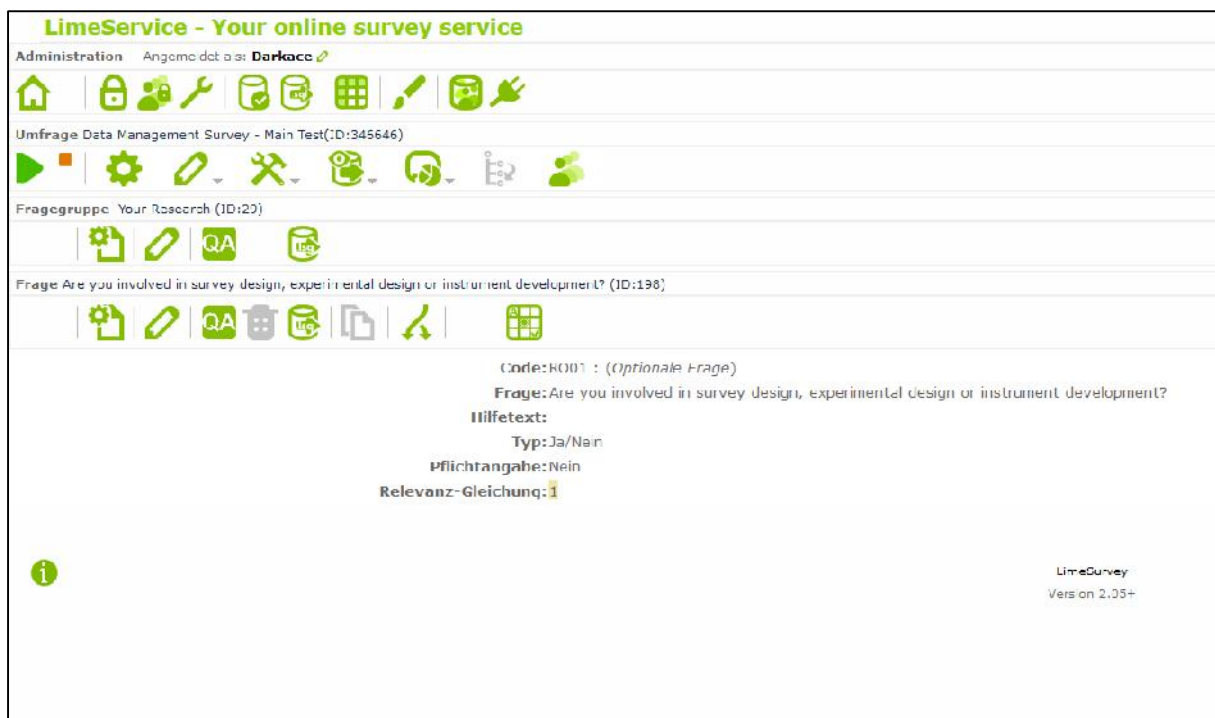 LimeService - Your online survey service
Administration Angemeldet als: Darkace
Umfrage Data Management Survey - Main Test(ID:345646)
Fragegruppe Your Research (ID:29)
QA
Frage Are you involved in survey design, experimental design or instrument development? (ID:198)
QA
Code: RO01 : (Optionale Frage)
Frage: Are you involved in survey design, experimental design or instrument development?
Hilfetext:
Typ: Ja/Nein
Pflichtangabe: Nein
Relevanz-Gleichung: 1
LimeSurvey
Version 2.05+